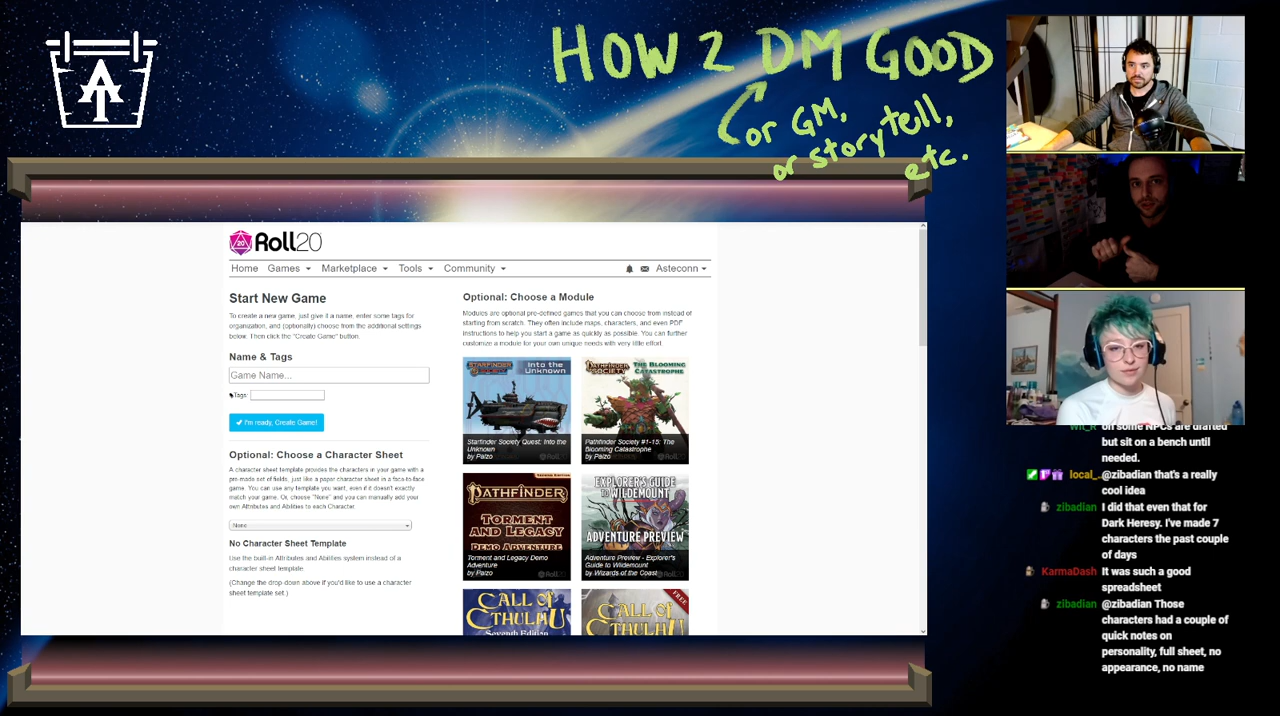 HOW 2 DM GOOD
or GM,
or storytell,
etc.
Roll20
Home Games Marketplace Tools Community Asteconn
Start New Game
To create a new game, just give it a name, enter some tags for
organization, and (optionally) choose from the additional settings
below. Then click the "Create Game" button.
Name & Tags
Game Name...
Tags:
I'm ready, Create Game!
Optional: Choose a Character Sheet
A character sheet template provides the characters in your game with a
pre-made set of fields, just like a paper character sheet in a face-to-face
game. You can use any template you want, even if it doesn't exactly
match your game. Or, choose "None" and you can manually add your
own Attributes and Abilities to each Character.
None
No Character Sheet Template
Use the built-in Attributes and Abilities system instead of a
character sheet template.
(Change the drop down above if you'd like to use a character
sheet template set.)
Optional: Choose a Module
Modules are optional pre-defined games that you can choose from instead of
starting from scratch. They often include maps, characters, and even PDF
instructions to help you start a game as quickly as possible. You can further
customize a module for your own unique needs with very little effort.
STARFINDER Into the
Unknown
Starfinder Society Quest: Into the
Unknown
by Paizo
PATHFINDER SOCIETY THE BLOOMING
CATASTROPHE
Pathfinder Society #1-15: The
Blooming Catastrophe
by Paizo
PATHFINDER
TORMENT
AND LEGACY
DEMO ADVENTURE
Torment and Legacy Demo
Adventure
by Paizo
EXPLORER'S GUIDE
TO WILDEMOUNT
ADVENTURE PREVIEW
Adventure Preview - Explorer's
Guide to Wildemount
by Wizards of the Coast
CALL OF
CTHULHU
Seventh Edition
CALL OF
CTHULHU
FREE
Wil_R on some NPCs are drafted
but sit on a bench until
needed.
local_.. @zibadian that's a really
cool idea
zibadian I did that even that for
Dark Heresy. I've made 7
characters the past couple
of days
KarmaDash It was such a good
spreadsheet
zibadian @zibadian Those
characters had a couple of
quick notes on
personality, full sheet, no
appearance, no name